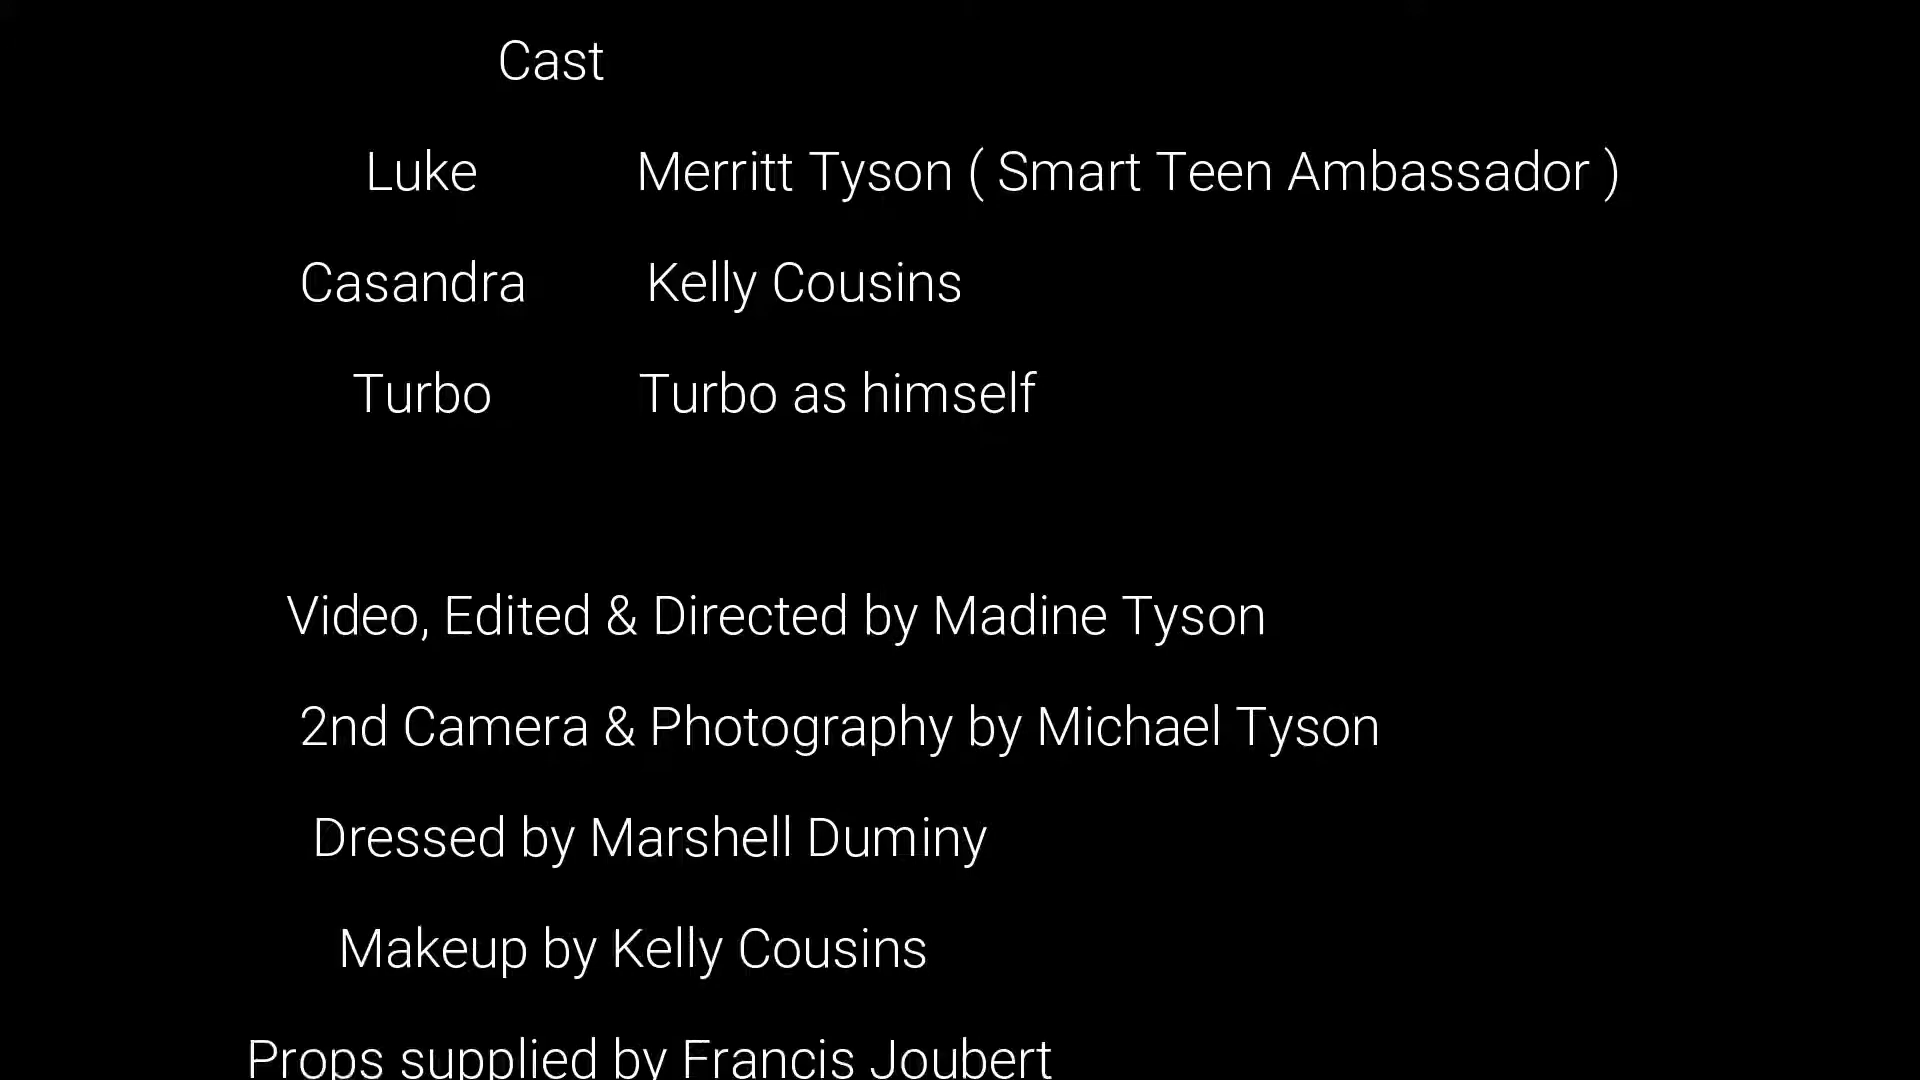 Cast
Luke Merritt Tyson ( Smart Teen Ambassador )
Casandra Kelly Cousins
Turbo Turbo as himself
Video, Edited & Directed by Madine Tyson
2nd Camera & Photography by Michael Tyson
Dressed by Marshell Duminy
Makeup by Kelly Cousins
Props supplied by Francis Joubert